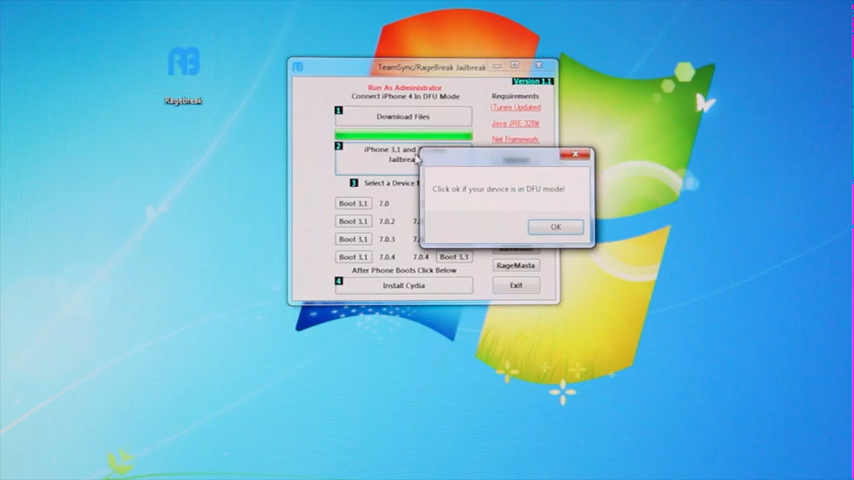 RageBreak
TeamSync/RageBreak Jailbreak
Version 1.1
Run As Administrator
Connect iPhone 4 In DFU Mode
Requirements
1
Download Files
iTunes Updated
Java JRE 32Bit
Net Framework
2
iPhone 3,1 and
Jailbreak
Click ok if your device is in DFU mode!
OK
3 Select a Device
Boot 3,1 7.0
Boot 3,1 7.0.2
Boot 3,1 7.0.3
Boot 3,1 7.0.4 7.0.4 Boot 3,3
After Phone Boots Click Below
RageMasta
4
Install Cydia
Exit